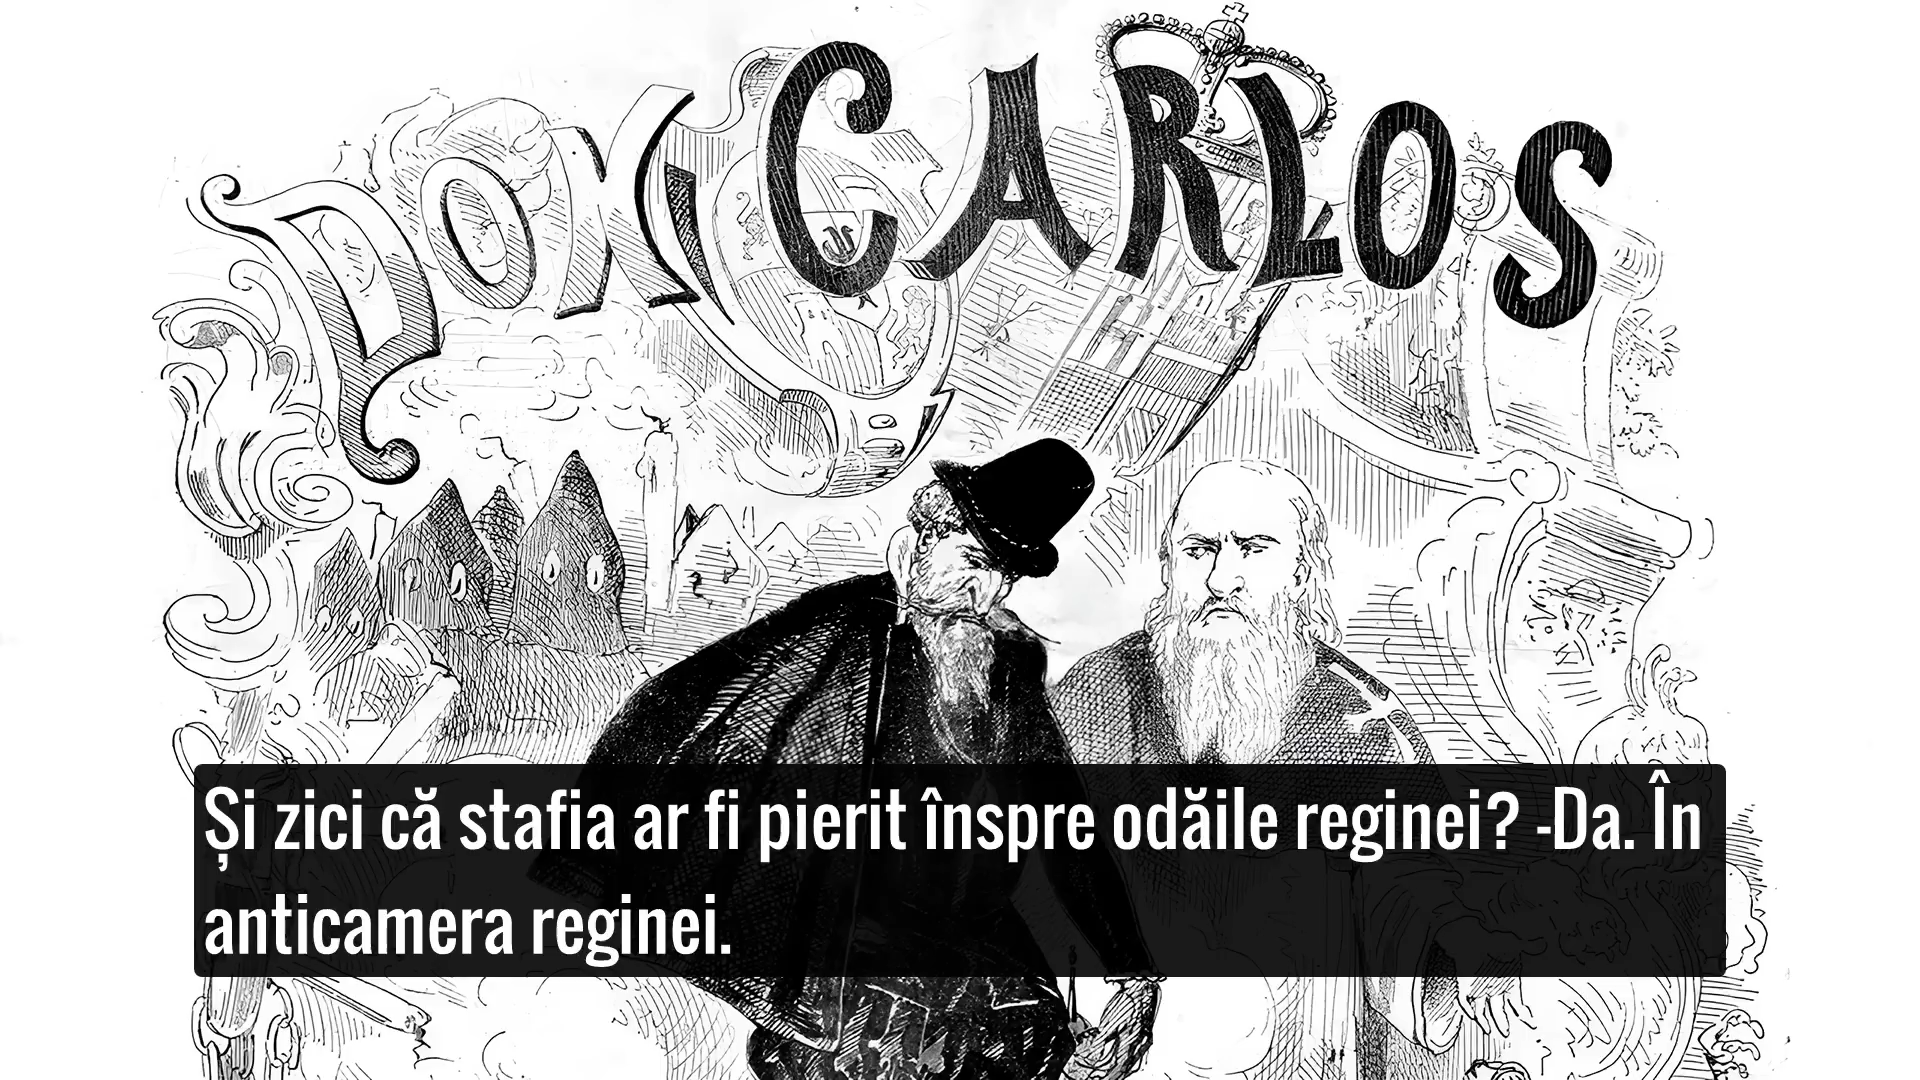 DON CARLOS
Și zici că stafia ar fi pierit înspre odăile reginei? -Da. În
anticamera reginei.